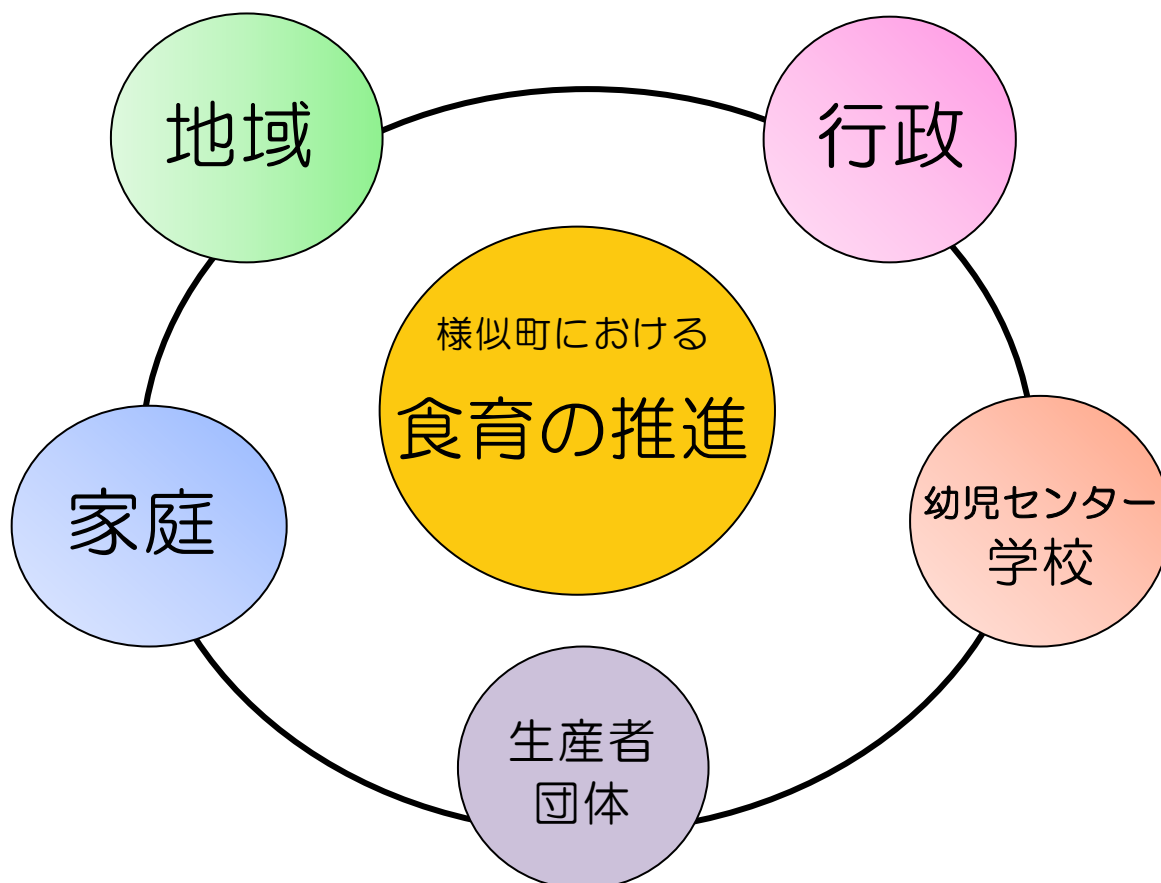 地域
行政
様似町における
食育の推進
家庭
幼児センター
学校
生産者
団体